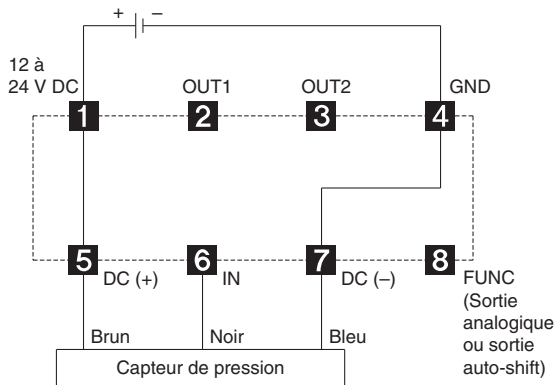 + –
12 à
24 V DC
OUT1
OUT2
GND
1
2
3
4
5
DC (+)
6
IN
7
DC (–)
8
FUNC
(Sortie
analogique
ou sortie
auto-shift)
Brun
Noir
Bleu
Capteur de pression